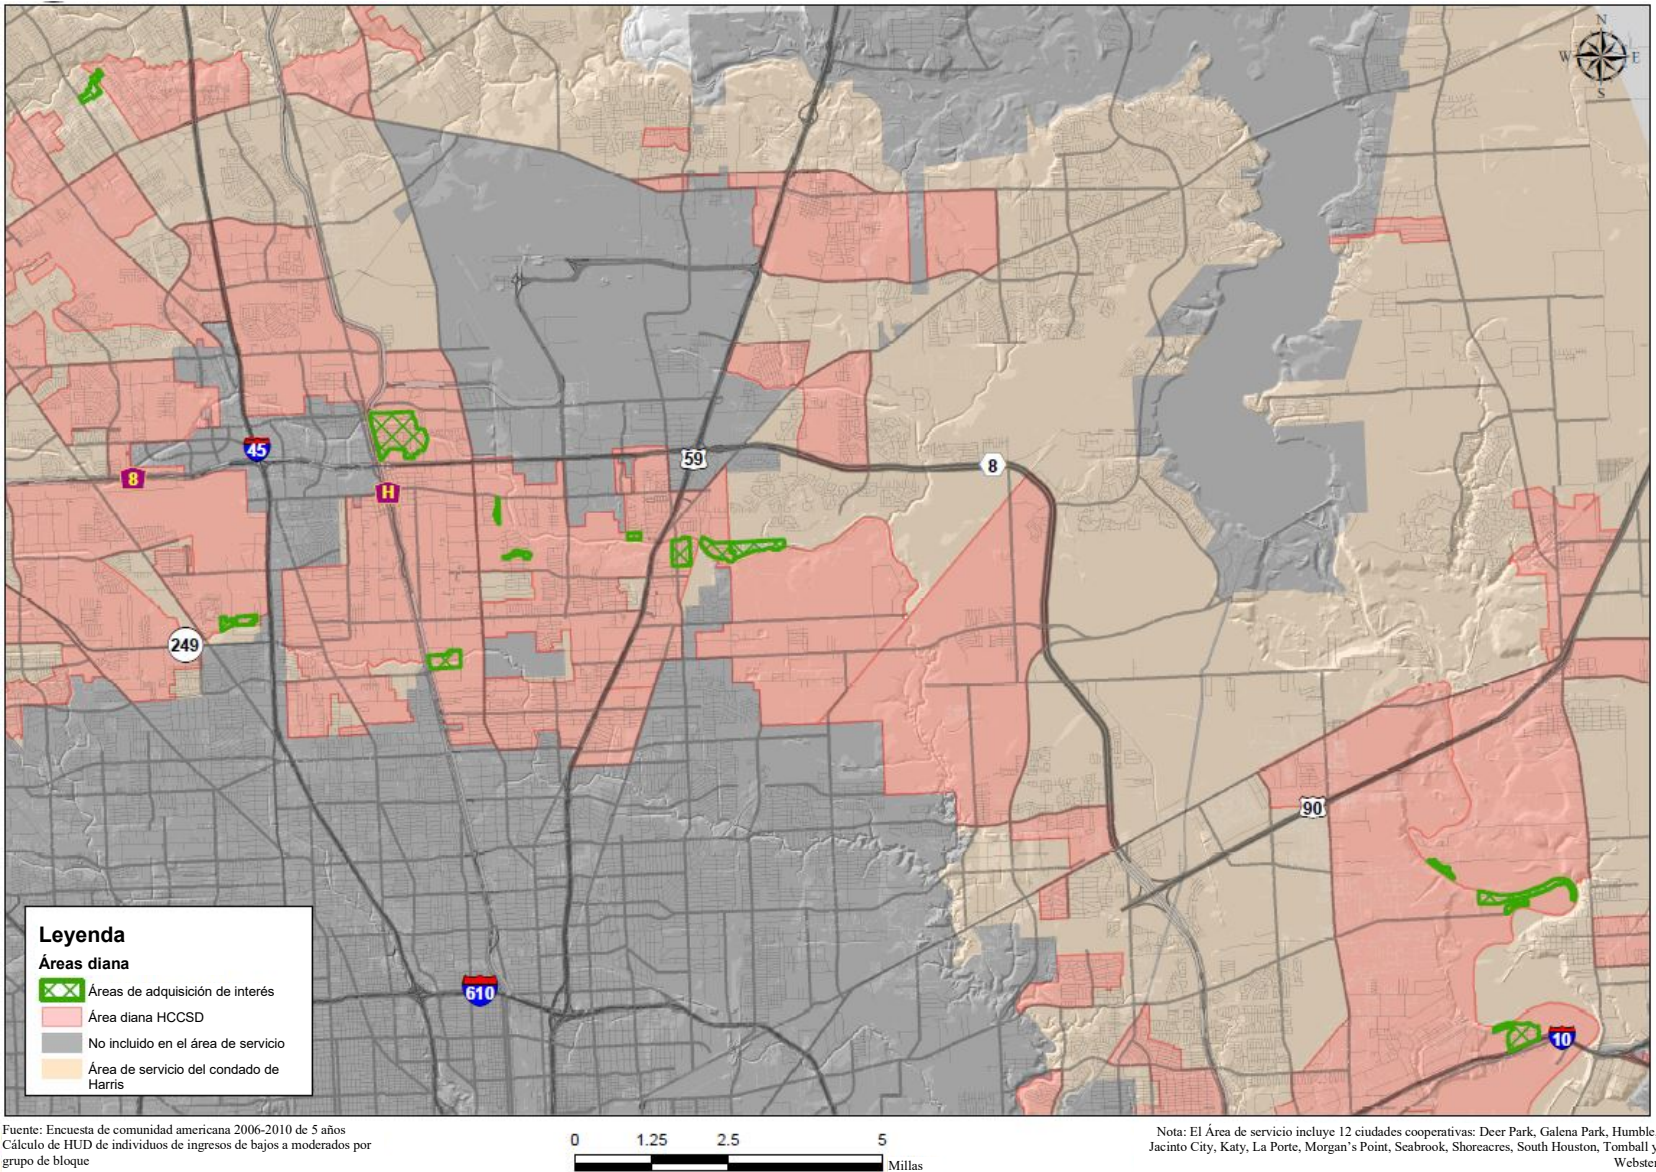 N
W E
S
45
8
H
59
8
249
90
610
10
Leyenda
Áreas diana
Áreas de adquisición de interés
Área diana HCCSD
No incluido en el área de servicio
Área de servicio del condado de
Harris
Fuente: Encuesta de comunidad americana 2006-2010 de 5 años
Cálculo de HUD de individuos de ingresos de bajos a moderados por
grupo de bloque
0 1.25 2.5 5
Millas
Nota: El Área de servicio incluye 12 ciudades cooperativas: Deer Park, Galena Park, Humble,
Jacinto City, Katy, La Porte, Morgan's Point, Seabrook, Shoreacres, South Houston, Tomball y
Webster